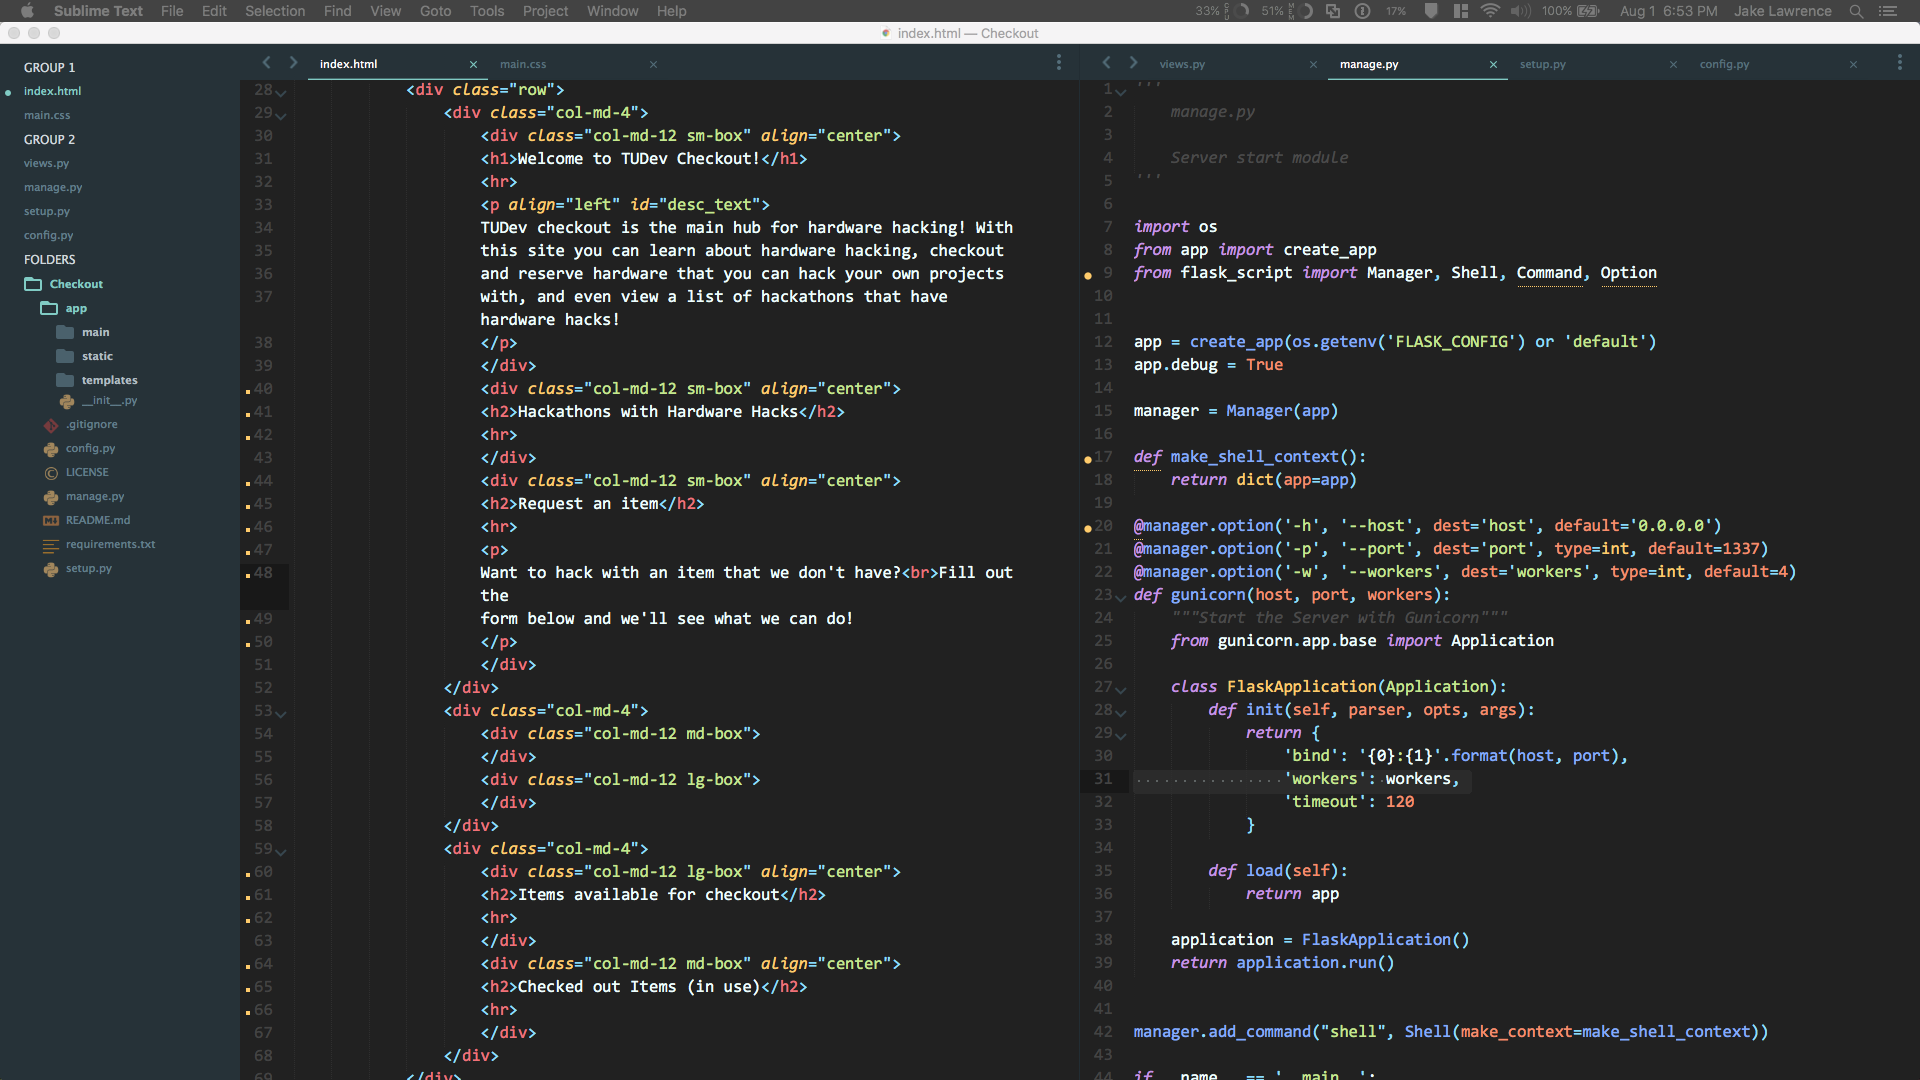 Sublime Text File Edit Selection Find View Goto Tools Project Window Help 33% 51% 17% 100% Aug 1 6:53 PM Jake Lawrence
index.html — Checkout
GROUP 1
index.html
main.css
GROUP 2
views.py
manage.py
setup.py
config.py
FOLDERS
Checkout
app
main
static
templates
__init__.py
.gitignore
config.py
LICENSE
manage.py
README.md
requirements.txt
setup.py
index.html × main.css ×
28 <div class="row">
29 <div class="col-md-4">
30 <div class="col-md-12 sm-box" align="center">
31 <h1>Welcome to TUDev Checkout!</h1>
32 <hr>
33 <p align="left" id="desc_text">
34 TUDev checkout is the main hub for hardware hacking! With
35 this site you can learn about hardware hacking, checkout
36 and reserve hardware that you can hack your own projects
37 with, and even view a list of hackathons that have
hardware hacks!
38 </p>
39 </div>
40 <div class="col-md-12 sm-box" align="center">
41 <h2>Hackathons with Hardware Hacks</h2>
42 <hr>
43 </div>
44 <div class="col-md-12 sm-box" align="center">
45 <h2>Request an item</h2>
46 <hr>
47 <p>
48 Want to hack with an item that we don't have?<br>Fill out
the
49 form below and we'll see what we can do!
50 </p>
51 </div>
52 </div>
53 <div class="col-md-4">
54 <div class="col-md-12 md-box">
55 </div>
56 <div class="col-md-12 lg-box">
57 </div>
58 </div>
59 <div class="col-md-4">
60 <div class="col-md-12 lg-box" align="center">
61 <h2>Items available for checkout</h2>
62 <hr>
63 </div>
64 <div class="col-md-12 md-box" align="center">
65 <h2>Checked out Items (in use)</h2>
66 <hr>
67 </div>
68 </div>
69 </div>
views.py × manage.py × setup.py × config.py ×
1 '''
2 manage.py
3
4 Server start module
5 '''
6
7 import os
8 from app import create_app
9 from flask_script import Manager, Shell, Command, Option
10
11
12 app = create_app(os.getenv('FLASK_CONFIG') or 'default')
13 app.debug = True
14
15 manager = Manager(app)
16
17 def make_shell_context():
18 return dict(app=app)
19
20 @manager.option('-h', '--host', dest='host', default='0.0.0.0')
21 @manager.option('-p', '--port', dest='port', type=int, default=1337)
22 @manager.option('-w', '--workers', dest='workers', type=int, default=4)
23 def gunicorn(host, port, workers):
24 """Start the Server with Gunicorn"""
25 from gunicorn.app.base import Application
26
27 class FlaskApplication(Application):
28 def init(self, parser, opts, args):
29 return {
30 'bind': '{0}:{1}'.format(host, port),
31 'workers': workers,
32 'timeout': 120
33 }
34
35 def load(self):
36 return app
37
38 application = FlaskApplication()
39 return application.run()
40
41
42 manager.add_command("shell", Shell(make_context=make_shell_context))
43
44 if __name__ == '__main__':